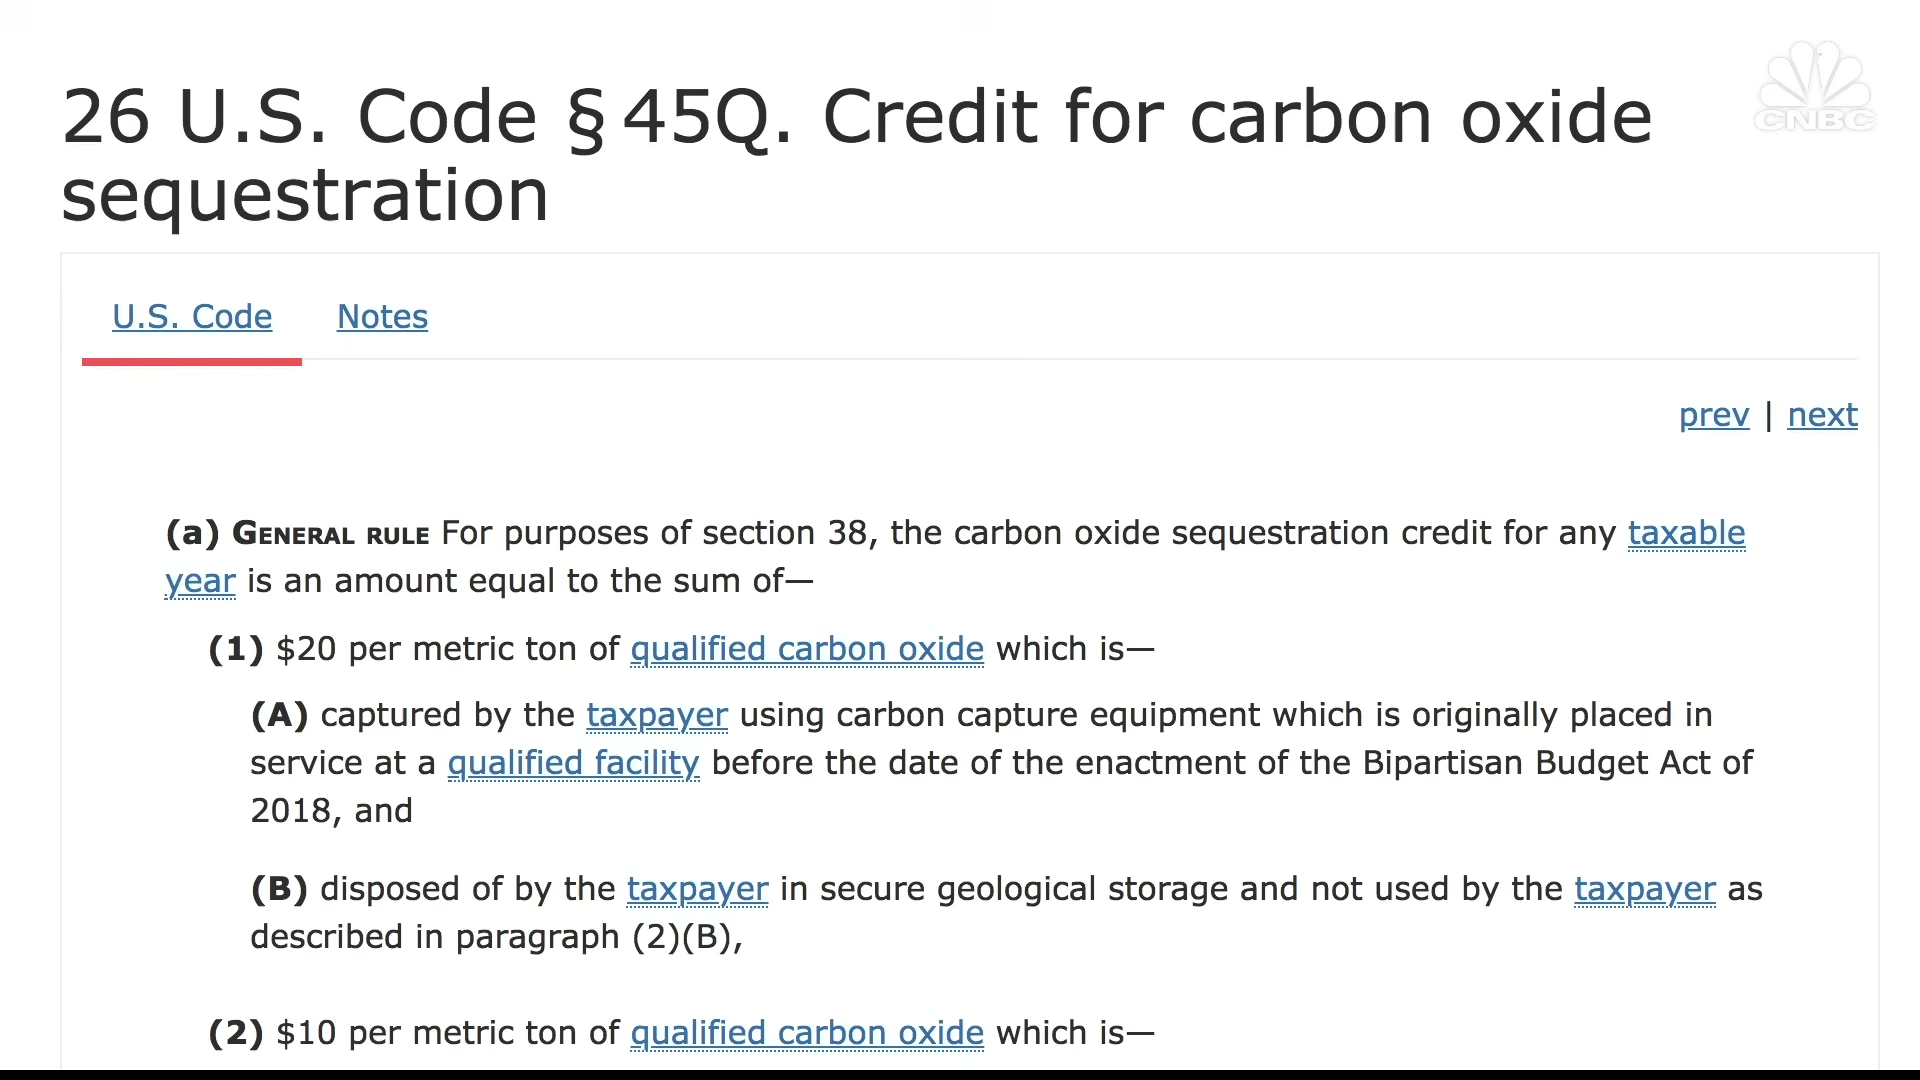 CNBC
26 U.S. Code § 45Q. Credit for carbon oxide
sequestration
U.S. Code Notes
prev | next
(a) GENERAL RULE For purposes of section 38, the carbon oxide sequestration credit for any taxable
year is an amount equal to the sum of—
(1) $20 per metric ton of qualified carbon oxide which is—
(A) captured by the taxpayer using carbon capture equipment which is originally placed in
service at a qualified facility before the date of the enactment of the Bipartisan Budget Act of
2018, and
(B) disposed of by the taxpayer in secure geological storage and not used by the taxpayer as
described in paragraph (2)(B),
(2) $10 per metric ton of qualified carbon oxide which is—